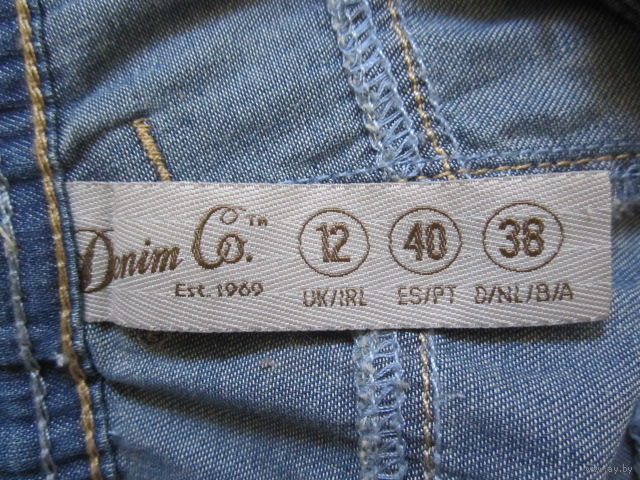 Denim Co.™
Est. 1969
12 40 38
UK/IRL ES/PT D/NL/B/A